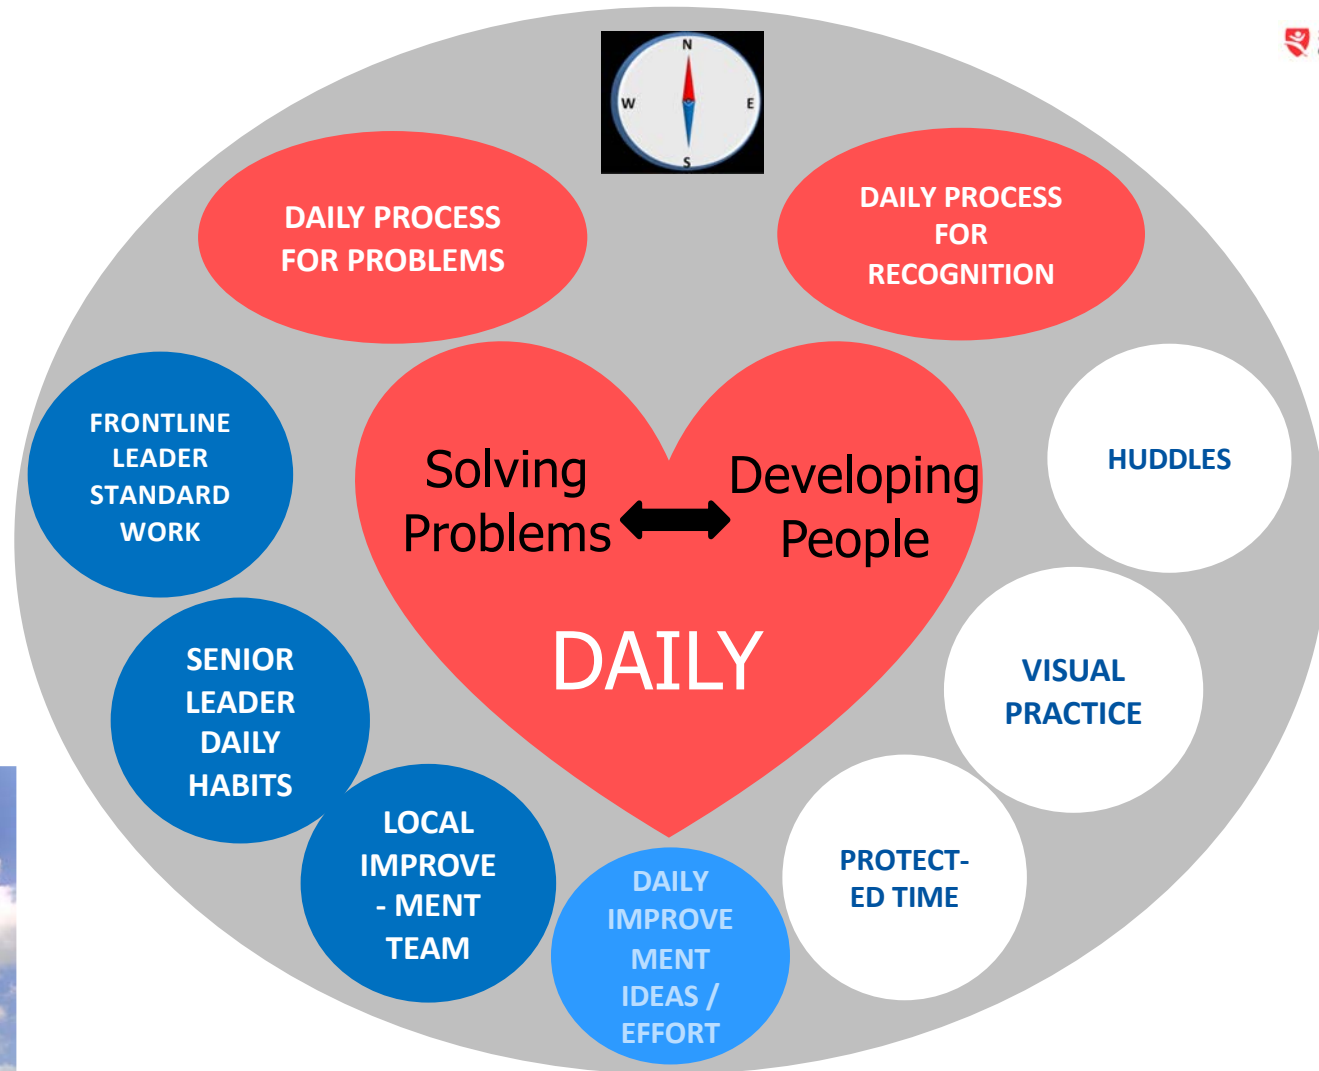 N
W
E
S
DAILY PROCESS
FOR PROBLEMS
DAILY PROCESS
FOR
RECOGNITION
FRONTLINE
LEADER
STANDARD
WORK
Solving
Problems
Developing
People
DAILY
HUDDLES
SENIOR
LEADER
DAILY
HABITS
VISUAL
PRACTICE
LOCAL
IMPROVE
- MENT
TEAM
DAILY
IMPROVE
MENT
IDEAS /
EFFORT
PROTECT-
ED TIME